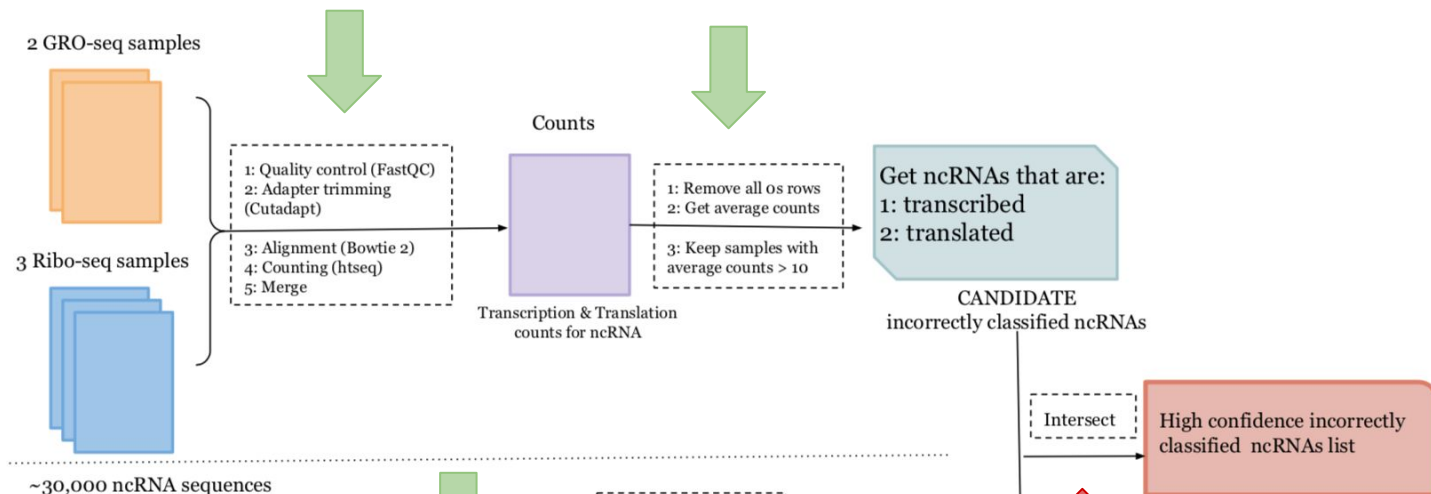 2 GRO-seq samples
3 Ribo-seq samples
1: Quality control (FastQC)
2: Adapter trimming
(Cutadapt)
3: Alignment (Bowtie 2)
4: Counting (htseq)
5: Merge
Counts
Transcription & Translation
counts for ncRNA
1: Remove all 0s rows
2: Get average counts
3: Keep samples with
average counts > 10
Get ncRNAs that are:
1: transcribed
2: translated
CANDIDATE
incorrectly classified ncRNAs
Intersect
High confidence incorrectly
classified ncRNAs list
~30,000 ncRNA sequences